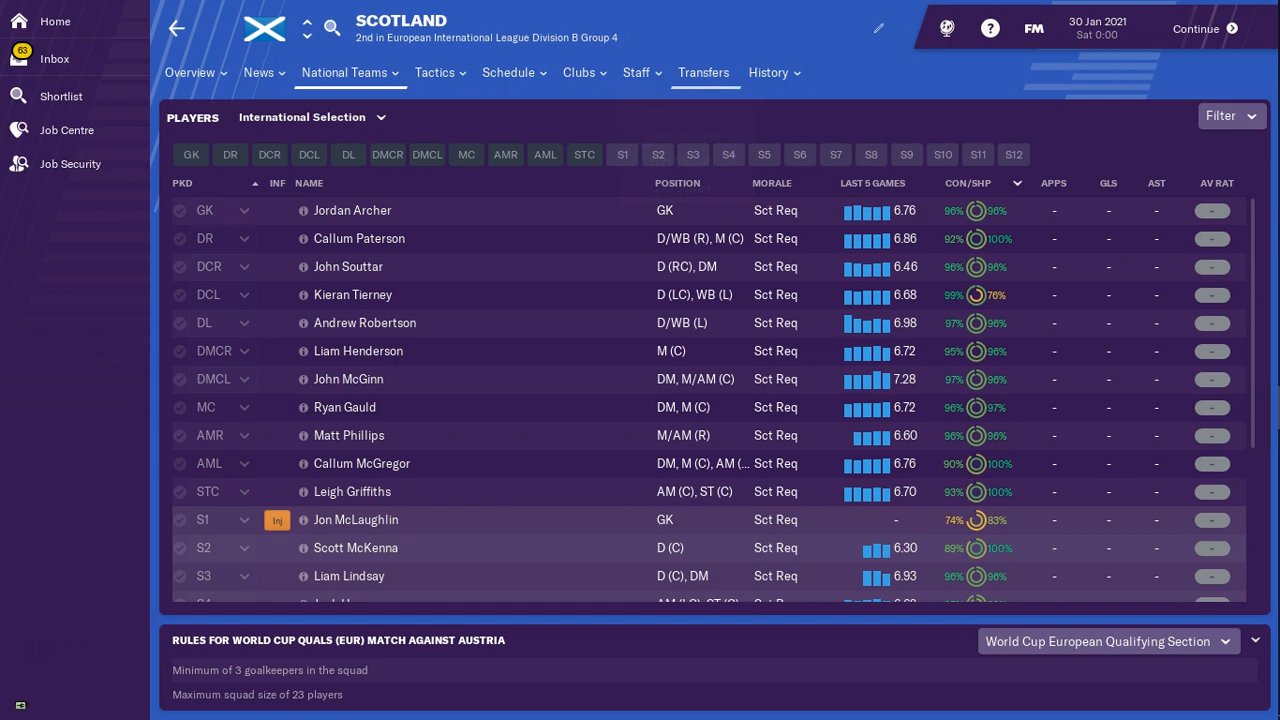 Home
63
Inbox
Shortlist
Job Centre
Job Security
SCOTLAND
2nd in European International League Division B Group 4
FM
30 Jan 2021
Sat 0:00
Continue
Overview News National Teams Tactics Schedule Clubs Staff Transfers History
PLAYERS International Selection Filter
GK DR DCR DCL DL DMCR DMCL MC AMR AML STC S1 S2 S3 S4 S5 S6 S7 S8 S9 S10 S11 S12
PKD INF NAME POSITION MORALE LAST 5 GAMES CON/SHP APPS GLS AST AV RAT
GK Jordan Archer GK Sct Req 6.76 96% 96% - - - -
DR Callum Paterson D/WB (R), M (C) Sct Req 6.86 92% 100% - - - -
DCR John Souttar D (RC), DM Sct Req 6.46 96% 96% - - - -
DCL Kieran Tierney D (LC), WB (L) Sct Req 6.68 99% 76% - - - -
DL Andrew Robertson D/WB (L) Sct Req 6.98 97% 96% - - - -
DMCR Liam Henderson M (C) Sct Req 6.72 95% 96% - - - -
DMCL John McGinn DM, M/AM (C) Sct Req 7.28 97% 96% - - - -
MC Ryan Gauld DM, M (C) Sct Req 6.72 96% 97% - - - -
AMR Matt Phillips M/AM (R) Sct Req 6.60 96% 96% - - - -
AML Callum McGregor DM, M (C), AM (... Sct Req 6.76 90% 100% - - - -
STC Leigh Griffiths AM (C), ST (C) Sct Req 6.70 93% 100% - - - -
S1 Inj Jon McLaughlin GK Sct Req - 74% 83% - - - -
S2 Scott McKenna D (C) Sct Req 6.30 89% 100% - - - -
S3 Liam Lindsay D (C), DM Sct Req 6.93 96% 96% - - - -
RULES FOR WORLD CUP QUALS (EUR) MATCH AGAINST AUSTRIA World Cup European Qualifying Section
Minimum of 3 goalkeepers in the squad
Maximum squad size of 23 players